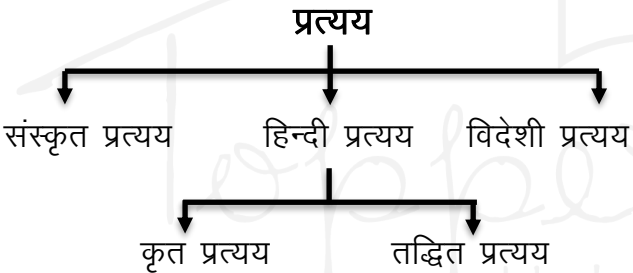 प्रत्यय
संस्कृत प्रत्यय हिन्दी प्रत्यय विदेशी प्रत्यय
कृत प्रत्यय तद्धित प्रत्यय